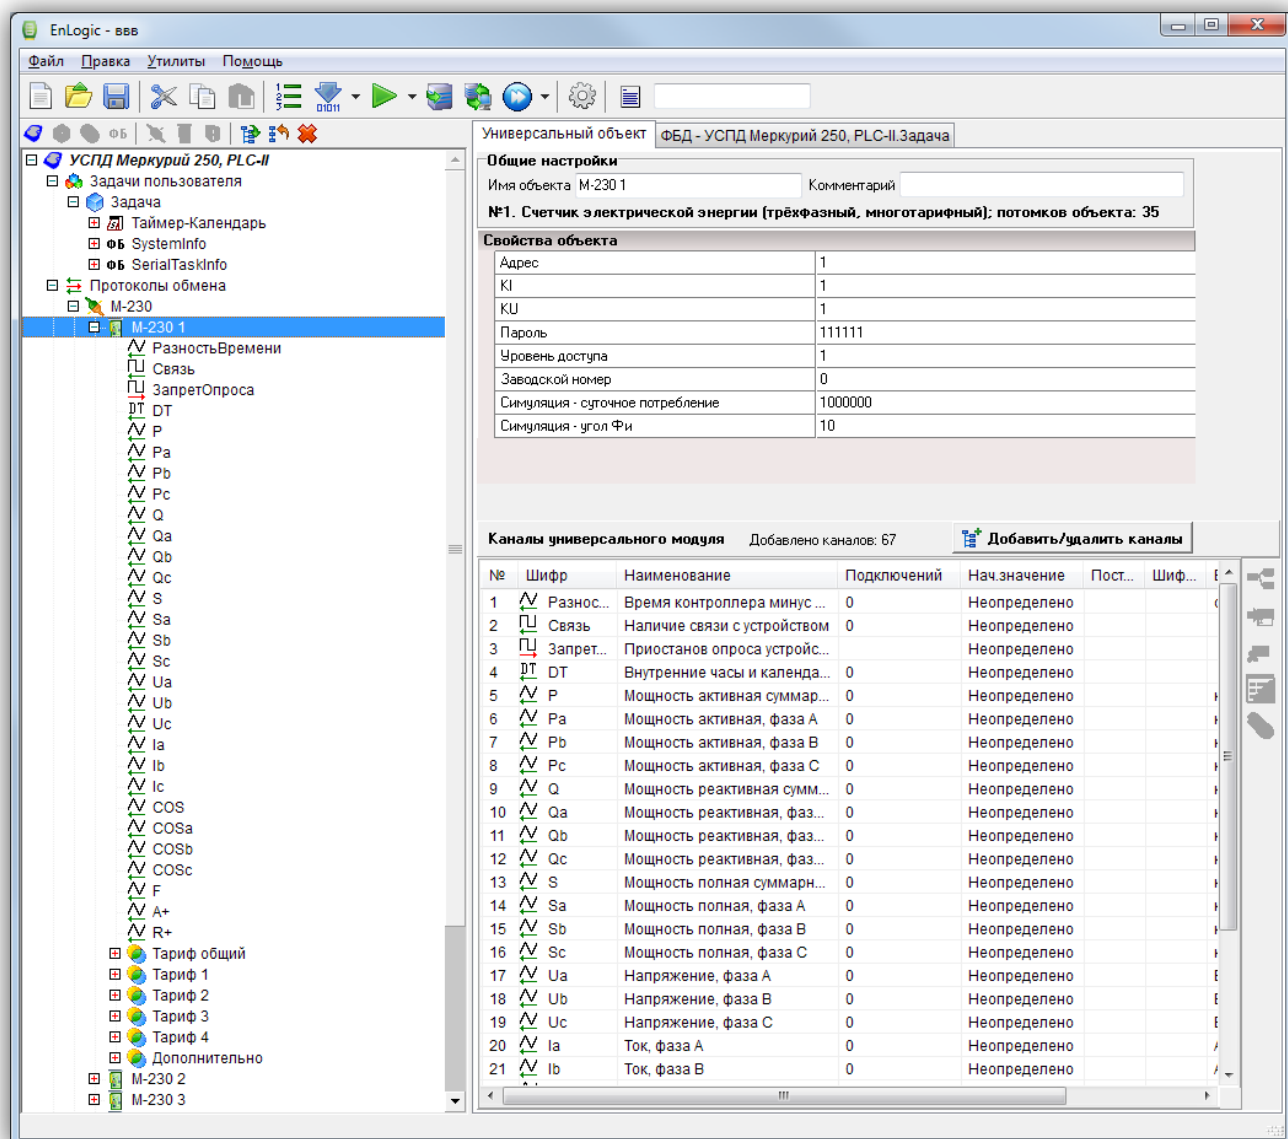 EnLogic - ввв
Файл Правка Утилиты Помощь
УСПД Меркурий 250, PLC-II
Задачи пользователя
Задача
Таймер-Календарь
ФБ SystemInfo
ФБ SerialTaskInfo
Протоколы обмена
М-230
М-230 1
РазностьВремени
Связь
ЗапретОпроса
DT DT
P
Pa
Pb
Pc
Q
Qa
Qb
Qc
S
Sa
Sb
Sc
Ua
Ub
Uc
Ia
Ib
Ic
COS
COSa
COSb
COSc
F
A+
R+
Тариф общий
Тариф 1
Тариф 2
Тариф 3
Тариф 4
Дополнительно
М-230 2
М-230 3
Универсальный объект ФБД - УСПД Меркурий 250, PLC-II.Задача
Общие настройки
Имя объекта М-230 1 Комментарий
№1. Счетчик электрической энергии (трёхфазный, многотарифный); потомков объекта: 35
Свойства объекта
Адрес 1
KI 1
KU 1
Пароль 111111
Уровень доступа 1
Заводской номер 0
Симуляция - суточное потребление 1000000
Симуляция - угол Фи 10
Каналы универсального модуля Добавлено каналов: 67 Добавить/удалить каналы
№ Шифр Наименование Подключений Нач.значение Пост... Шиф...
1 Разнос... Время контроллера минус ... 0 Неопределено
2 Связь Наличие связи с устройством 0 Неопределено
3 Запрет... Приостанов опроса устройс... Неопределено
4 DT DT Внутренние часы и календа... 0 Неопределено
5 P Мощность активная суммар... 0 Неопределено
6 Pa Мощность активная, фаза A 0 Неопределено
7 Pb Мощность активная, фаза B 0 Неопределено
8 Pc Мощность активная, фаза C 0 Неопределено
9 Q Мощность реактивная сумм... 0 Неопределено
10 Qa Мощность реактивная, фаз... 0 Неопределено
11 Qb Мощность реактивная, фаз... 0 Неопределено
12 Qc Мощность реактивная, фаз... 0 Неопределено
13 S Мощность полная суммарн... 0 Неопределено
14 Sa Мощность полная, фаза A 0 Неопределено
15 Sb Мощность полная, фаза B 0 Неопределено
16 Sc Мощность полная, фаза C 0 Неопределено
17 Ua Напряжение, фаза A 0 Неопределено
18 Ub Напряжение, фаза B 0 Неопределено
19 Uc Напряжение, фаза C 0 Неопределено
20 Ia Ток, фаза A 0 Неопределено
21 Ib Ток, фаза B 0 Неопределено